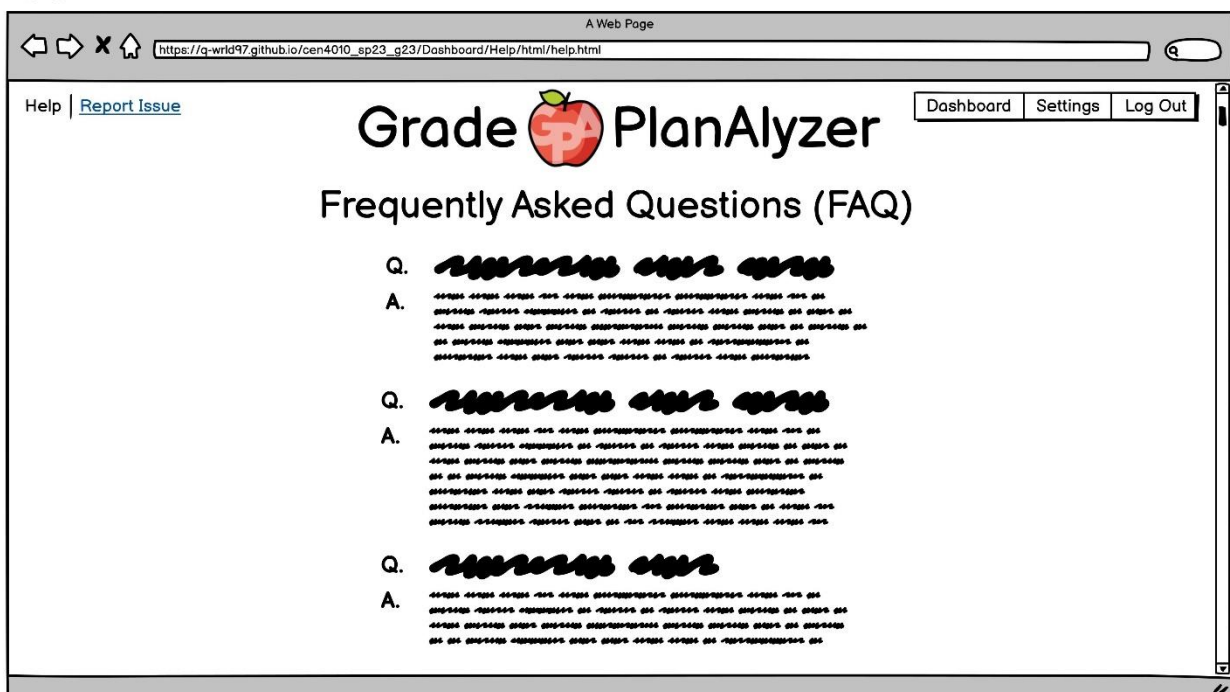 A Web Page
https://q-wrld97.github.io/cen4010_sp23_g23/Dashboard/Help/html/help.html
Help | Report Issue
Dashboard Settings Log Out
Grade GPA PlanAlyzer
Frequently Asked Questions (FAQ)
Q.
A.
Q.
A.
Q.
A.